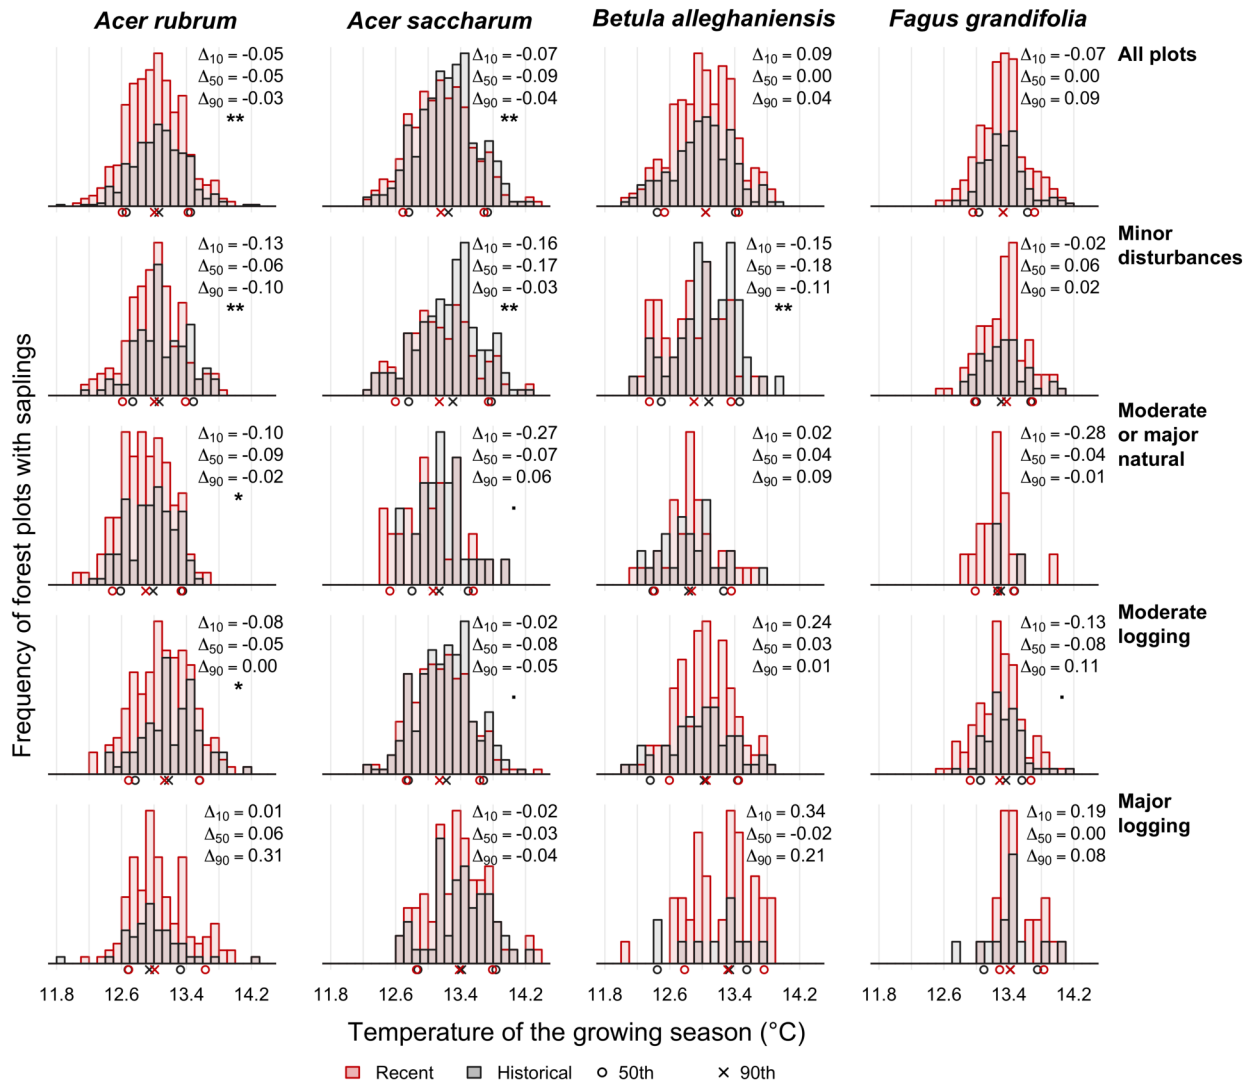 Acer rubrum Acer saccharum Betula alleghaniensis Fagus grandifolia
All plots
Δ10 = -0.05
Δ50 = -0.05
Δ90 = -0.03
**
Δ10 = -0.07
Δ50 = -0.09
Δ90 = -0.04
**
Δ10 = 0.09
Δ50 = 0.00
Δ90 = 0.04
Δ10 = -0.07
Δ50 = 0.00
Δ90 = 0.09
Minor
disturbances
Δ10 = -0.13
Δ50 = -0.06
Δ90 = -0.10
**
Δ10 = -0.16
Δ50 = -0.17
Δ90 = -0.03
**
Δ10 = -0.15
Δ50 = -0.18
Δ90 = -0.11
**
Δ10 = -0.02
Δ50 = 0.06
Δ90 = 0.02
Moderate
or major
natural
Δ10 = -0.10
Δ50 = -0.09
Δ90 = -0.02
*
Δ10 = -0.27
Δ50 = -0.07
Δ90 = 0.06
.
Δ10 = 0.02
Δ50 = 0.04
Δ90 = 0.09
Δ10 = -0.28
Δ50 = -0.04
Δ90 = -0.01
Moderate
logging
Δ10 = -0.08
Δ50 = -0.05
Δ90 = 0.00
*
Δ10 = -0.02
Δ50 = -0.08
Δ90 = -0.05
.
Δ10 = 0.24
Δ50 = 0.03
Δ90 = 0.01
Δ10 = -0.13
Δ50 = -0.08
Δ90 = 0.11
.
Major
logging
Δ10 = 0.01
Δ50 = 0.06
Δ90 = 0.31
Δ10 = -0.02
Δ50 = -0.03
Δ90 = -0.04
Δ10 = 0.34
Δ50 = -0.02
Δ90 = 0.21
Δ10 = 0.19
Δ50 = 0.00
Δ90 = 0.08
Frequency of forest plots with saplings
11.8 12.6 13.4 14.2 11.8 12.6 13.4 14.2 11.8 12.6 13.4 14.2 11.8 12.6 13.4 14.2
Temperature of the growing season (°C)
Recent Historical 50th 90th